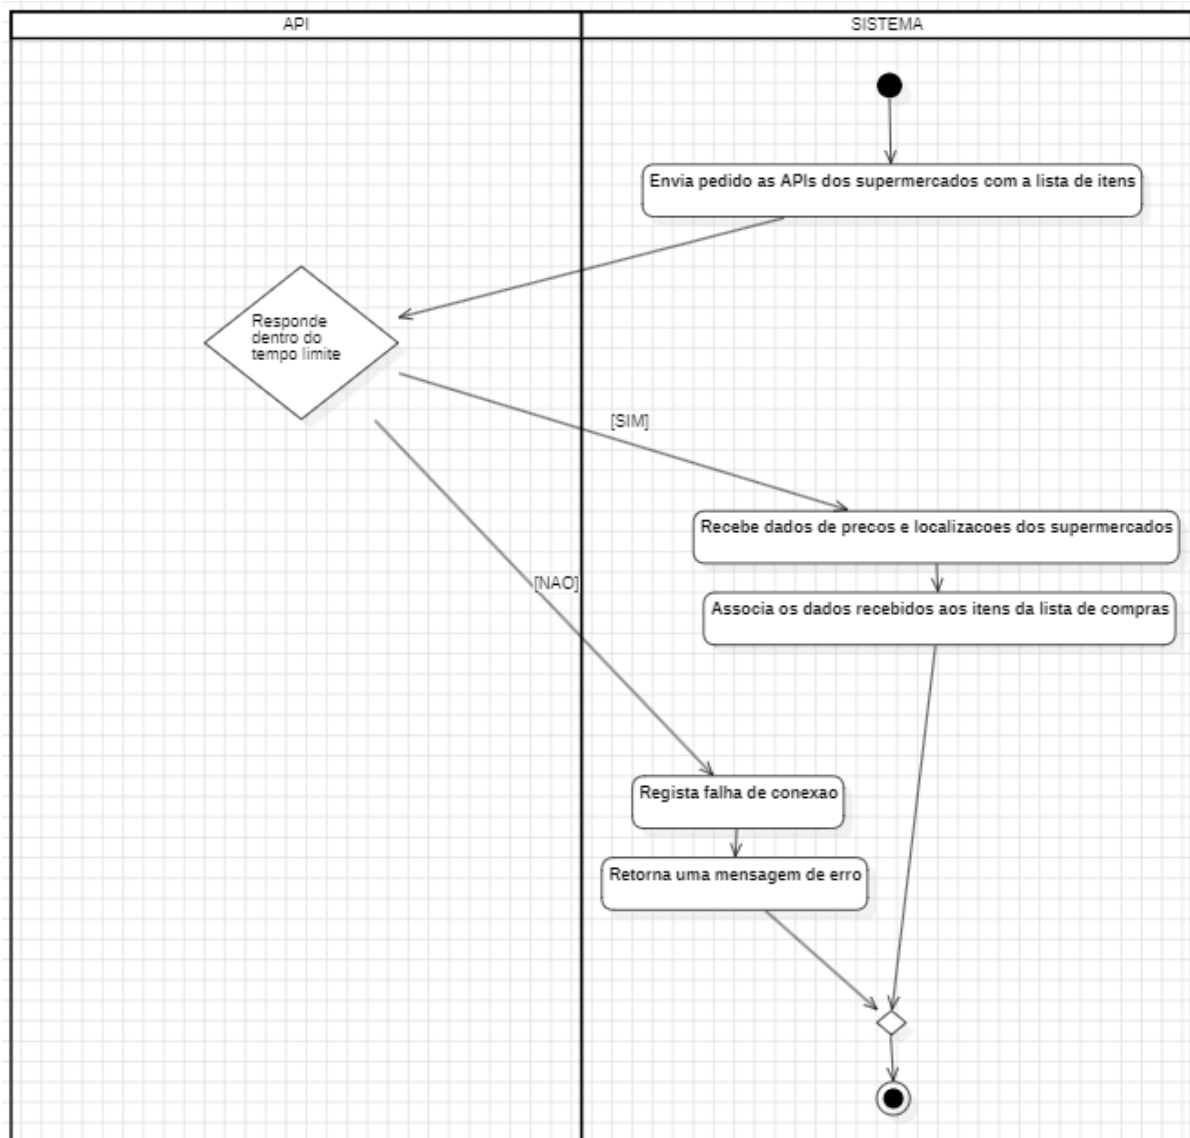 API
SISTEMA
Envia pedido as APIs dos supermercados com a lista de itens
Responde
dentro do
tempo limite
[SIM]
Recebe dados de precos e localizacoes dos supermercados
[NAO]
Associa os dados recebidos aos itens da lista de compras
Regista falha de conexao
Retorna uma mensagem de erro